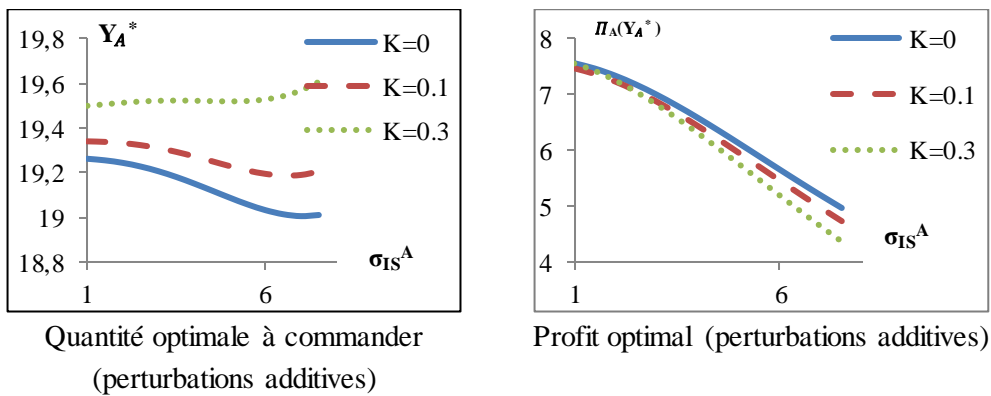 Y_A*
19,8
19,6
19,4
19,2
19
18,8
1
6
σ_IS^A
K=0
K=0.1
K=0.3
Quantité optimale à commander
(perturbations additives)
Π_A(Y_A*)
8
7
6
5
4
1
6
σ_IS^A
K=0
K=0.1
K=0.3
Profit optimal (perturbations additives)